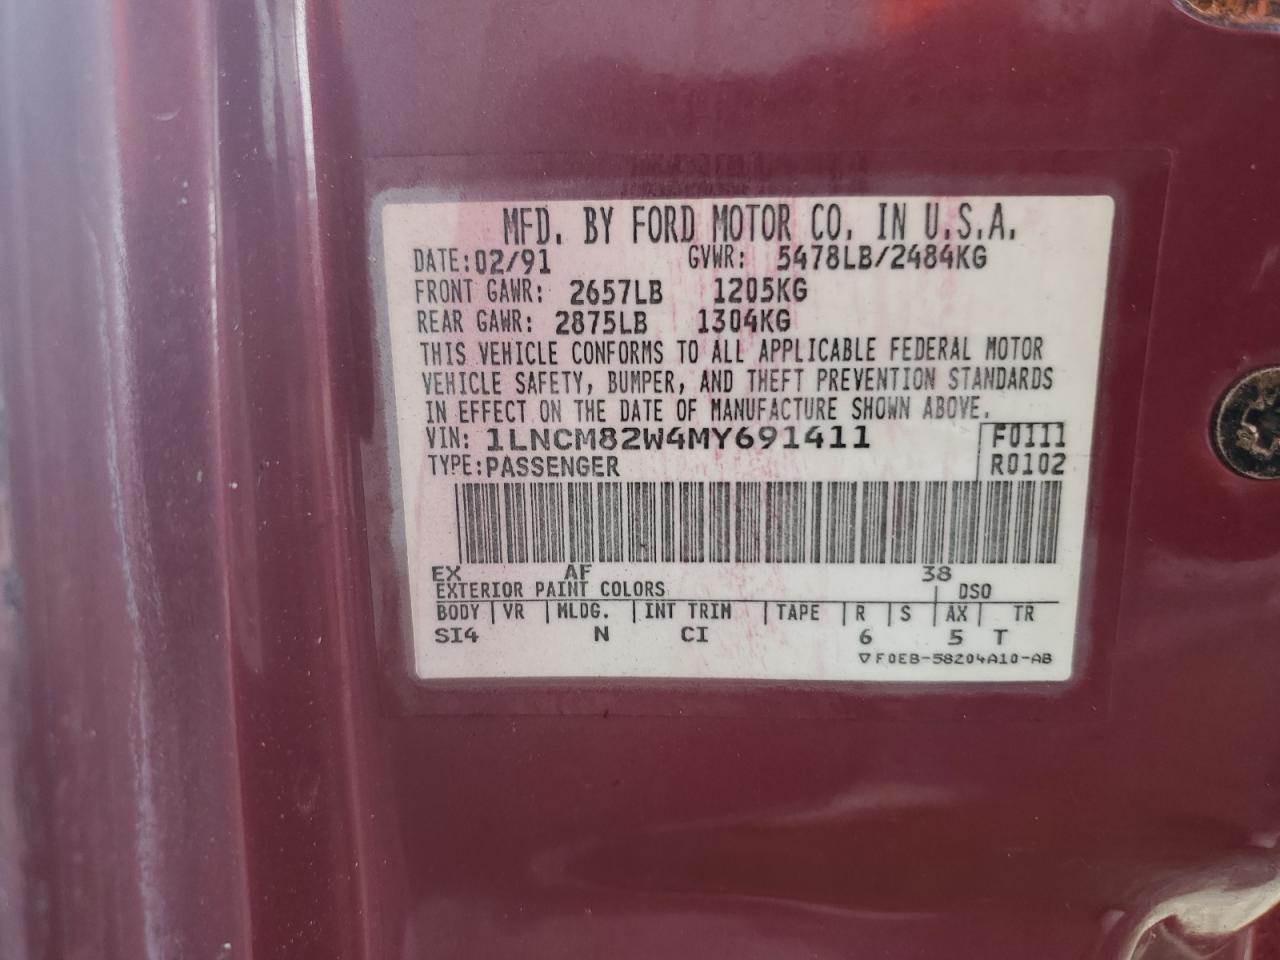 MFD. BY FORD MOTOR CO. IN U.S.A.
DATE: 02/91 GVWR: 5478LB/2484KG
FRONT GAWR: 2657LB 1205KG
REAR GAWR: 2875LB 1304KG
THIS VEHICLE CONFORMS TO ALL APPLICABLE FEDERAL MOTOR
VEHICLE SAFETY, BUMPER, AND THEFT PREVENTION STANDARDS
IN EFFECT ON THE DATE OF MANUFACTURE SHOWN ABOVE.
VIN: 1LNCM82W4MY691411 F0111
TYPE: PASSENGER R0102
EX AF 38
EXTERIOR PAINT COLORS DSO
BODY VR MLDG. INT TRIM TAPE R S AX TR
SI4 N CI 6 5 T
▽F0EB-58204A10-AB